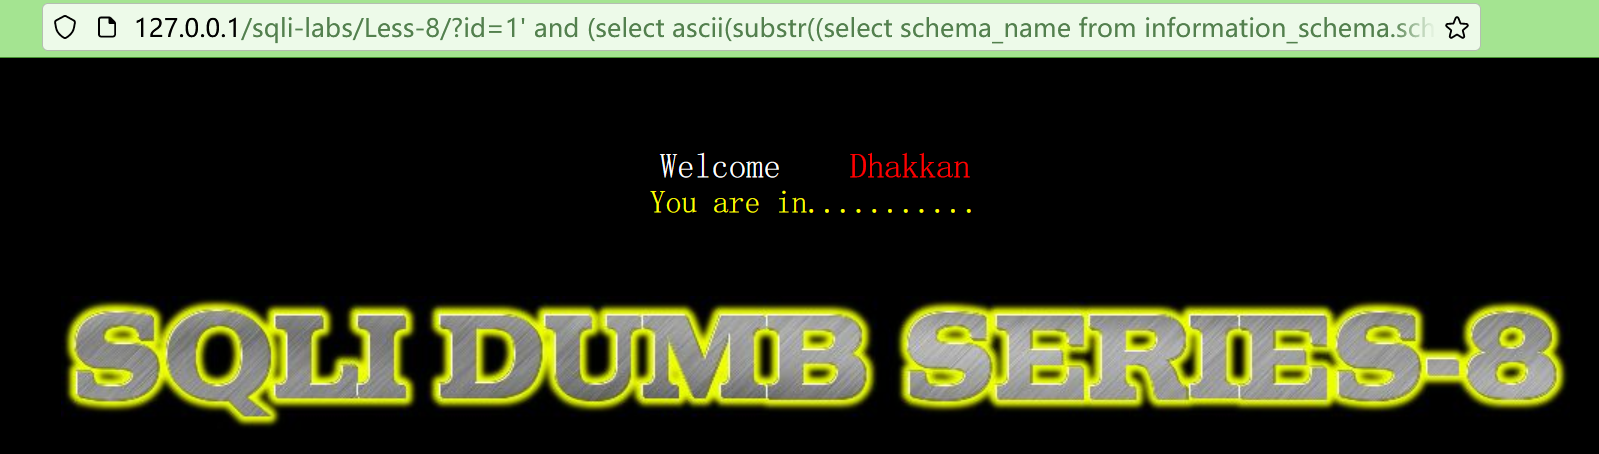 127.0.0.1/sqli-labs/Less-8/?id=1' and (select ascii(substr((select schema_name from information_schema.sch
Welcome Dhakkan
You are in...........
SQLI DUMB SERIES-8